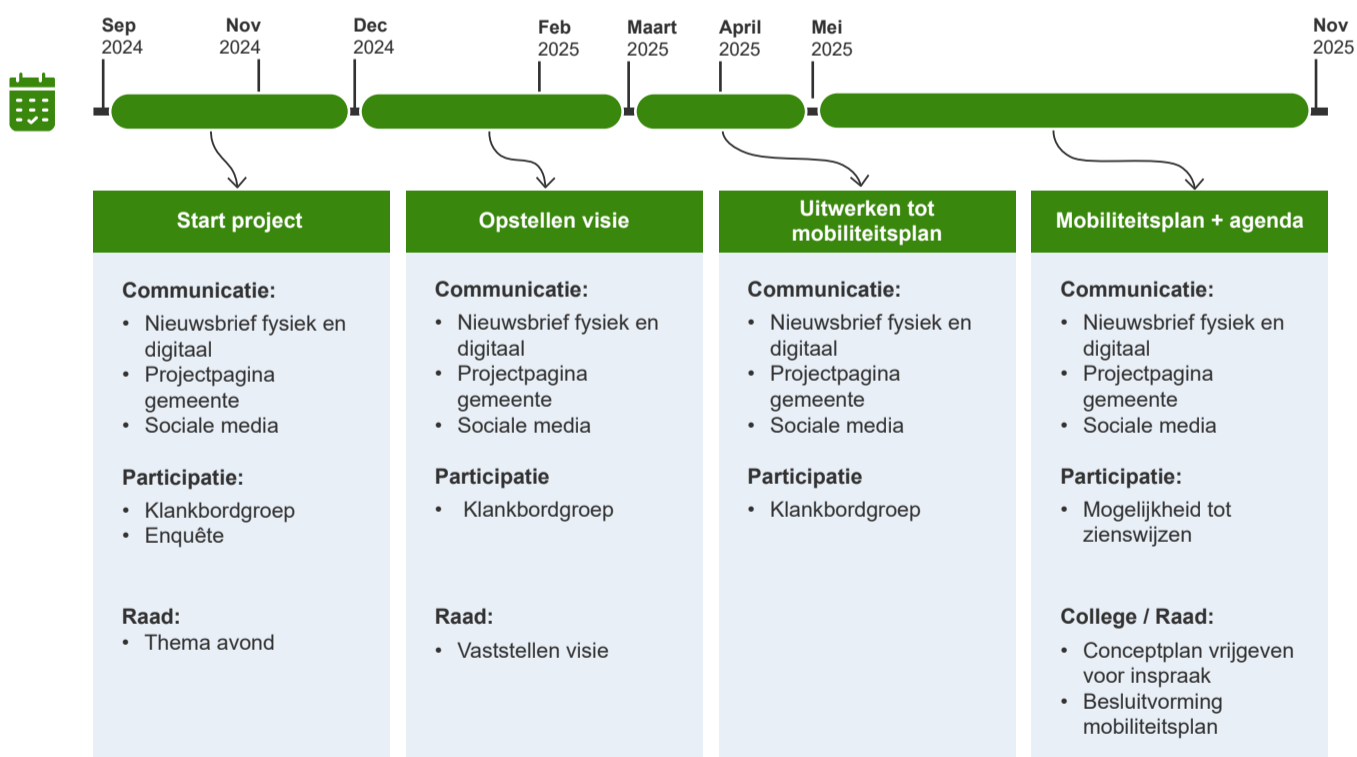 Sep
2024
Nov
2024
Dec
2024
Feb
2025
Maart
2025
April
2025
Mei
2025
Nov
2025
Start project
Communicatie:
• Nieuwsbrief fysiek en
digitaal
• Projectpagina
gemeente
• Sociale media
Participatie:
• Klankbordgroep
• Enquête
Raad:
• Thema avond
Opstellen visie
Communicatie:
• Nieuwsbrief fysiek en
digitaal
• Projectpagina
gemeente
• Sociale media
Participatie
• Klankbordgroep
Raad:
• Vaststellen visie
Uitwerken tot
mobiliteitsplan
Communicatie:
• Nieuwsbrief fysiek en
digitaal
• Projectpagina
gemeente
• Sociale media
Participatie
• Klankbordgroep
Mobiliteitsplan + agenda
Communicatie:
• Nieuwsbrief fysiek en
digitaal
• Projectpagina
gemeente
• Sociale media
Participatie:
• Mogelijkheid tot
zienswijzen
College / Raad:
• Conceptplan vrijgeven
voor inspraak
• Besluitvorming
mobiliteitsplan